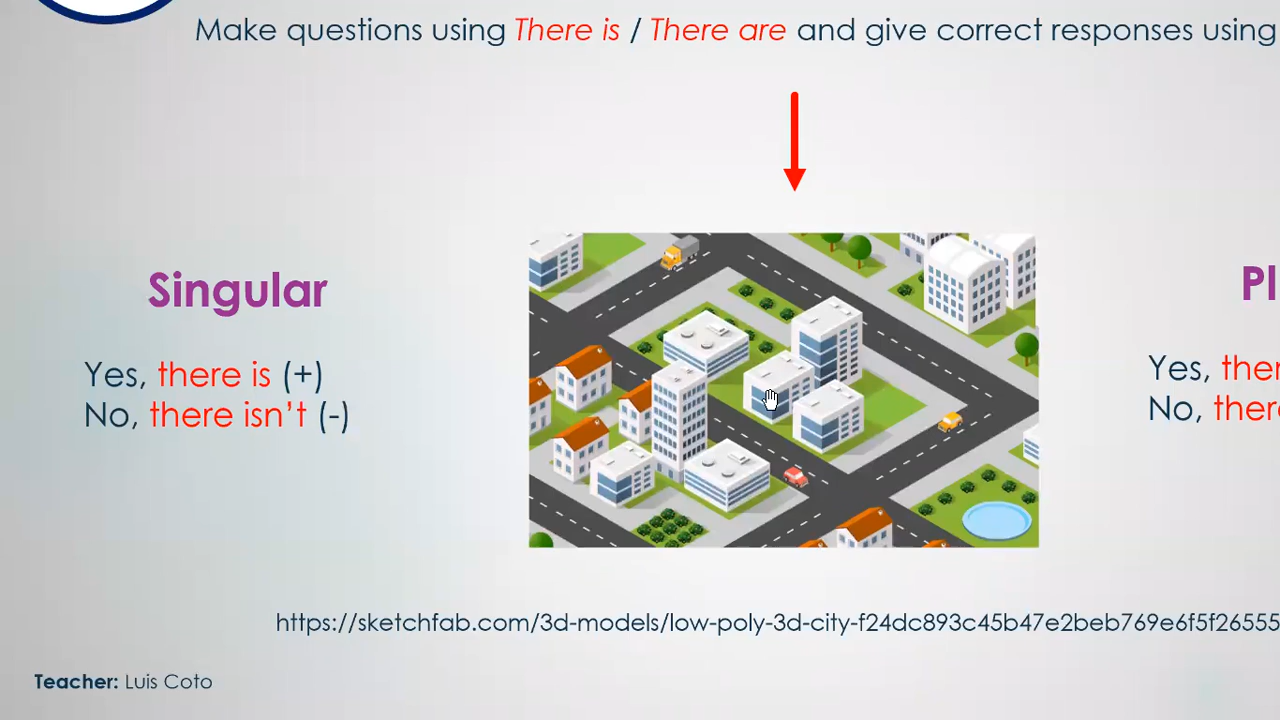 Make questions using There is / There are and give correct responses using
Singular
Yes, there is (+)
No, there isn’t (-)
Yes,
No,
https://sketchfab.com/3d-models/low-poly-3d-city-f24dc893c45b47e2beb769e6f5f26555
Teacher: Luis Coto